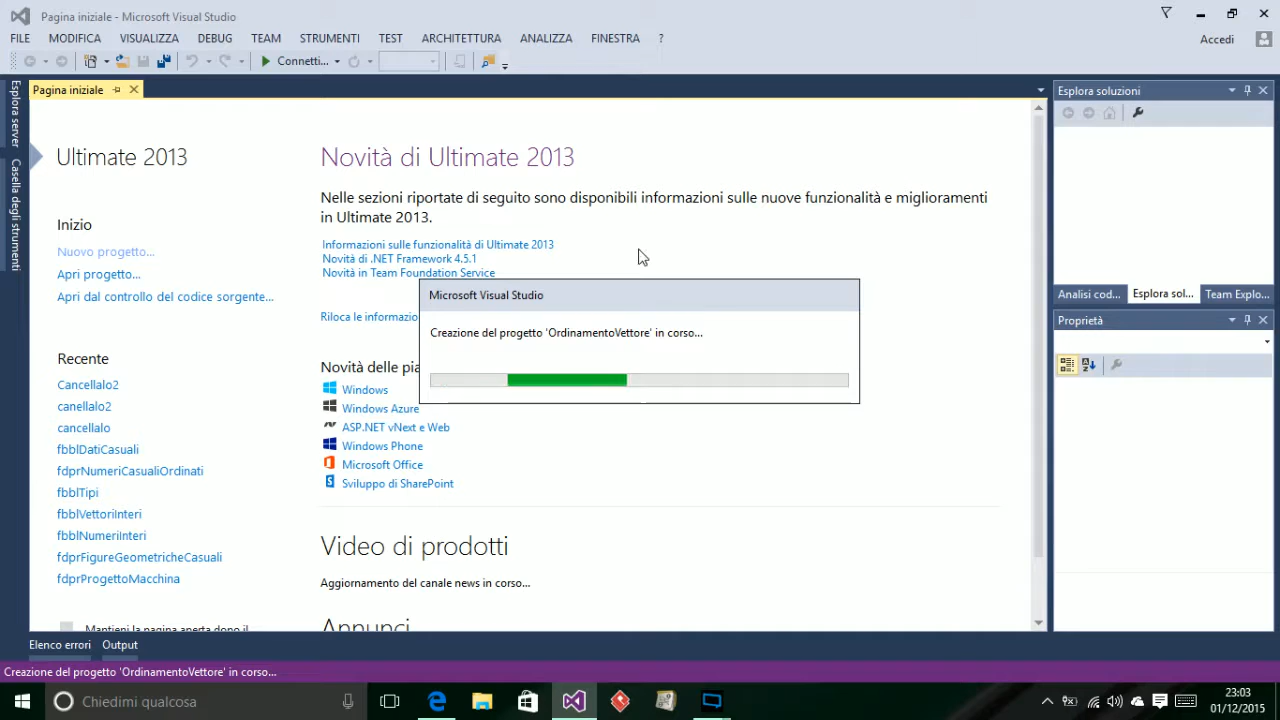 Pagina iniziale - Microsoft Visual Studio
FILE MODIFICA VISUALIZZA DEBUG TEAM STRUMENTI TEST ARCHITETTURA ANALIZZA FINESTRA ?
Accedi
Connetti...
Esplora server
Casella degli strumenti
Pagina iniziale
Ultimate 2013
Inizio
Nuovo progetto...
Apri progetto...
Apri dal controllo del codice sorgente...
Recente
Cancellalo2
canellalo2
cancellalo
fbblDatiCasuali
fdprNumeriCasualiOrdinati
fbblTipi
fbblVettoriInteri
fbblNumeriInteri
fdprFigureGeometricheCasuali
fdprProgettoMacchina
Mantieni la pagina aperta dopo il
Novità di Ultimate 2013
Nelle sezioni riportate di seguito sono disponibili informazioni sulle nuove funzionalità e miglioramenti
in Ultimate 2013.
Informazioni sulle funzionalità di Ultimate 2013
Novità di .NET Framework 4.5.1
Novità in Team Foundation Service
Riloca le informazio
Novità delle pia
Windows
Windows Azure
ASP.NET vNext e Web
Windows Phone
Microsoft Office
Sviluppo di SharePoint
Video di prodotti
Aggiornamento del canale news in corso...
Annunci
Microsoft Visual Studio
Creazione del progetto 'OrdinamentoVettore' in corso...
Esplora soluzioni
Analisi cod... Esplora sol... Team Explo...
Proprietà
Elenco errori Output
Creazione del progetto 'OrdinamentoVettore' in corso...
Chiedimi qualcosa
23:03
01/12/2015